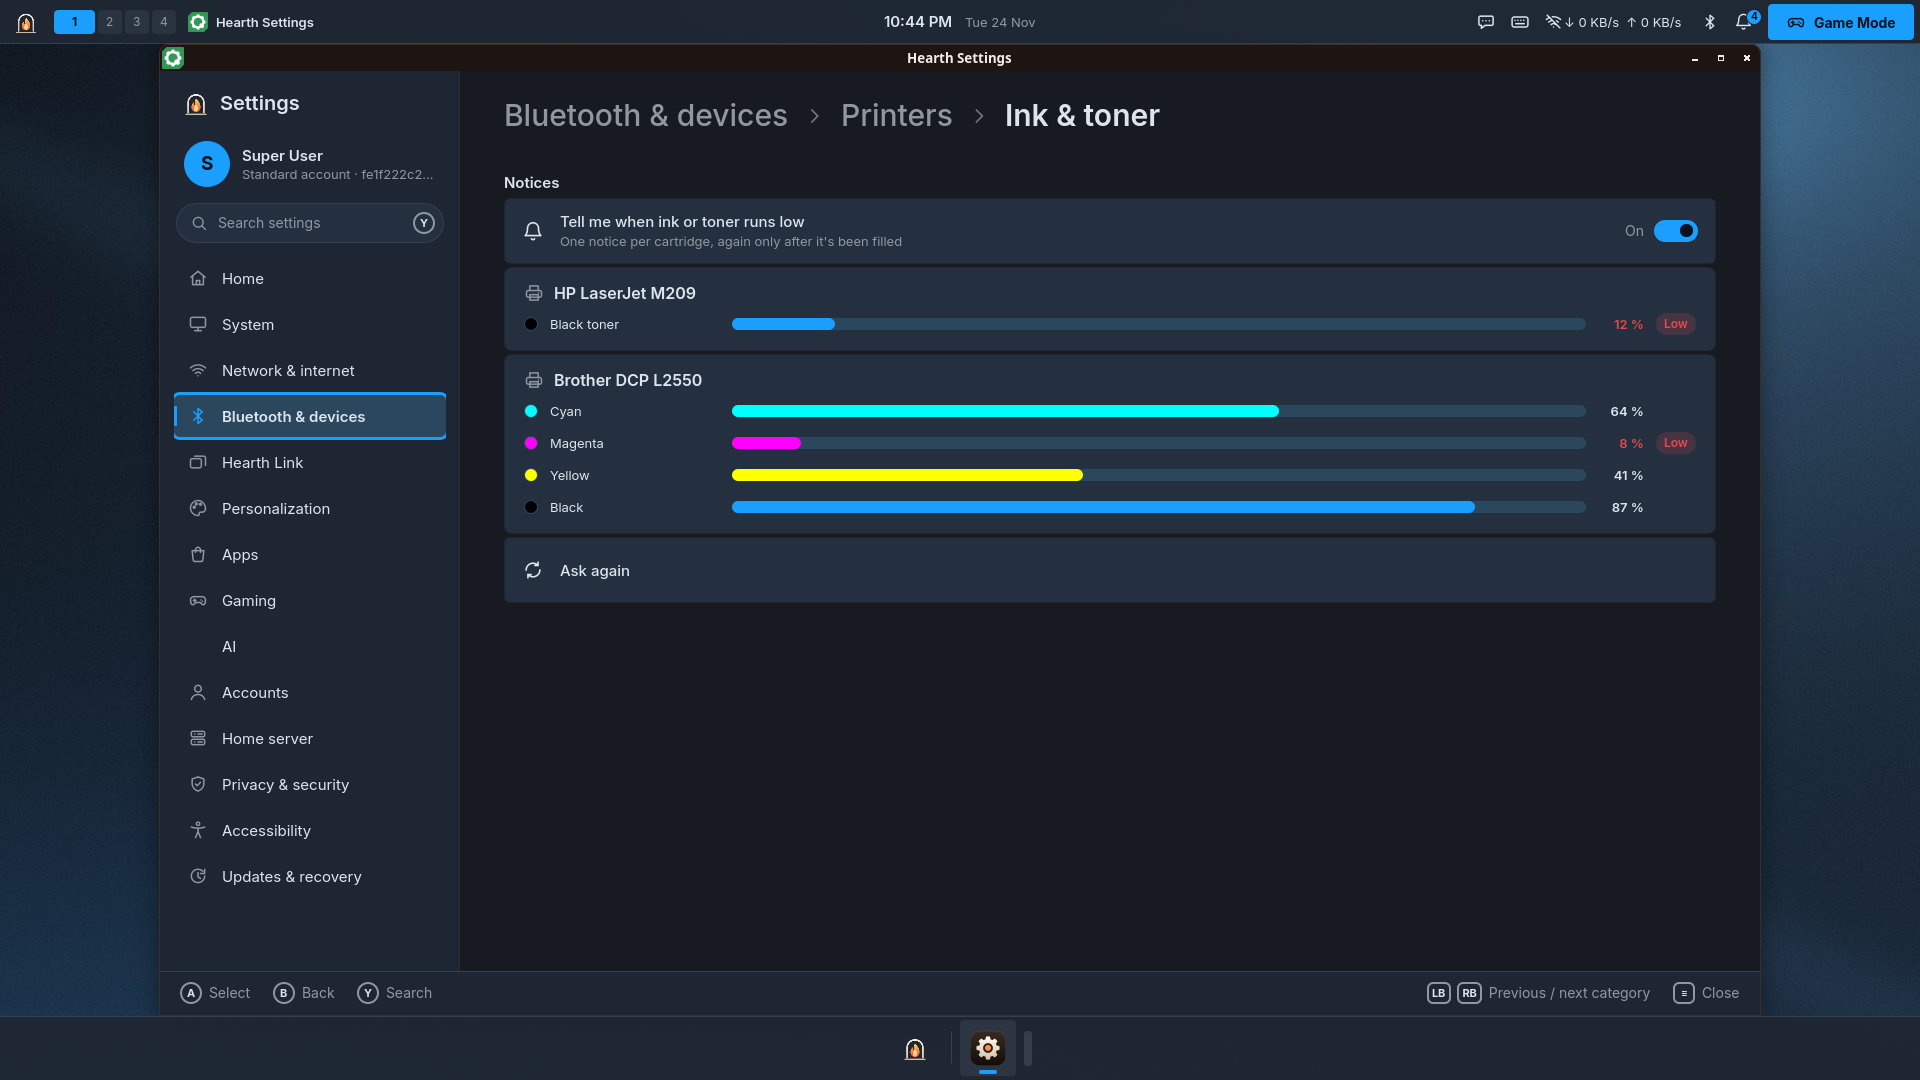 1 2 3 4 Hearth Settings
10:44 PM Tue 24 Nov
0 KB/s 0 KB/s
4
Game Mode
Hearth Settings
Settings
S
Super User
Standard account · fe1f222c2...
Search settings
Y
Home
System
Network & internet
Bluetooth & devices
Hearth Link
Personalization
Apps
Gaming
AI
Accounts
Home server
Privacy & security
Accessibility
Updates & recovery
Bluetooth & devices > Printers > Ink & toner
Notices
Tell me when ink or toner runs low
One notice per cartridge, again only after it's been filled
On
HP LaserJet M209
Black toner 12 % Low
Brother DCP L2550
Cyan 64 %
Magenta 8 % Low
Yellow 41 %
Black 87 %
Ask again
A Select B Back Y Search
LB RB Previous / next category ≡ Close